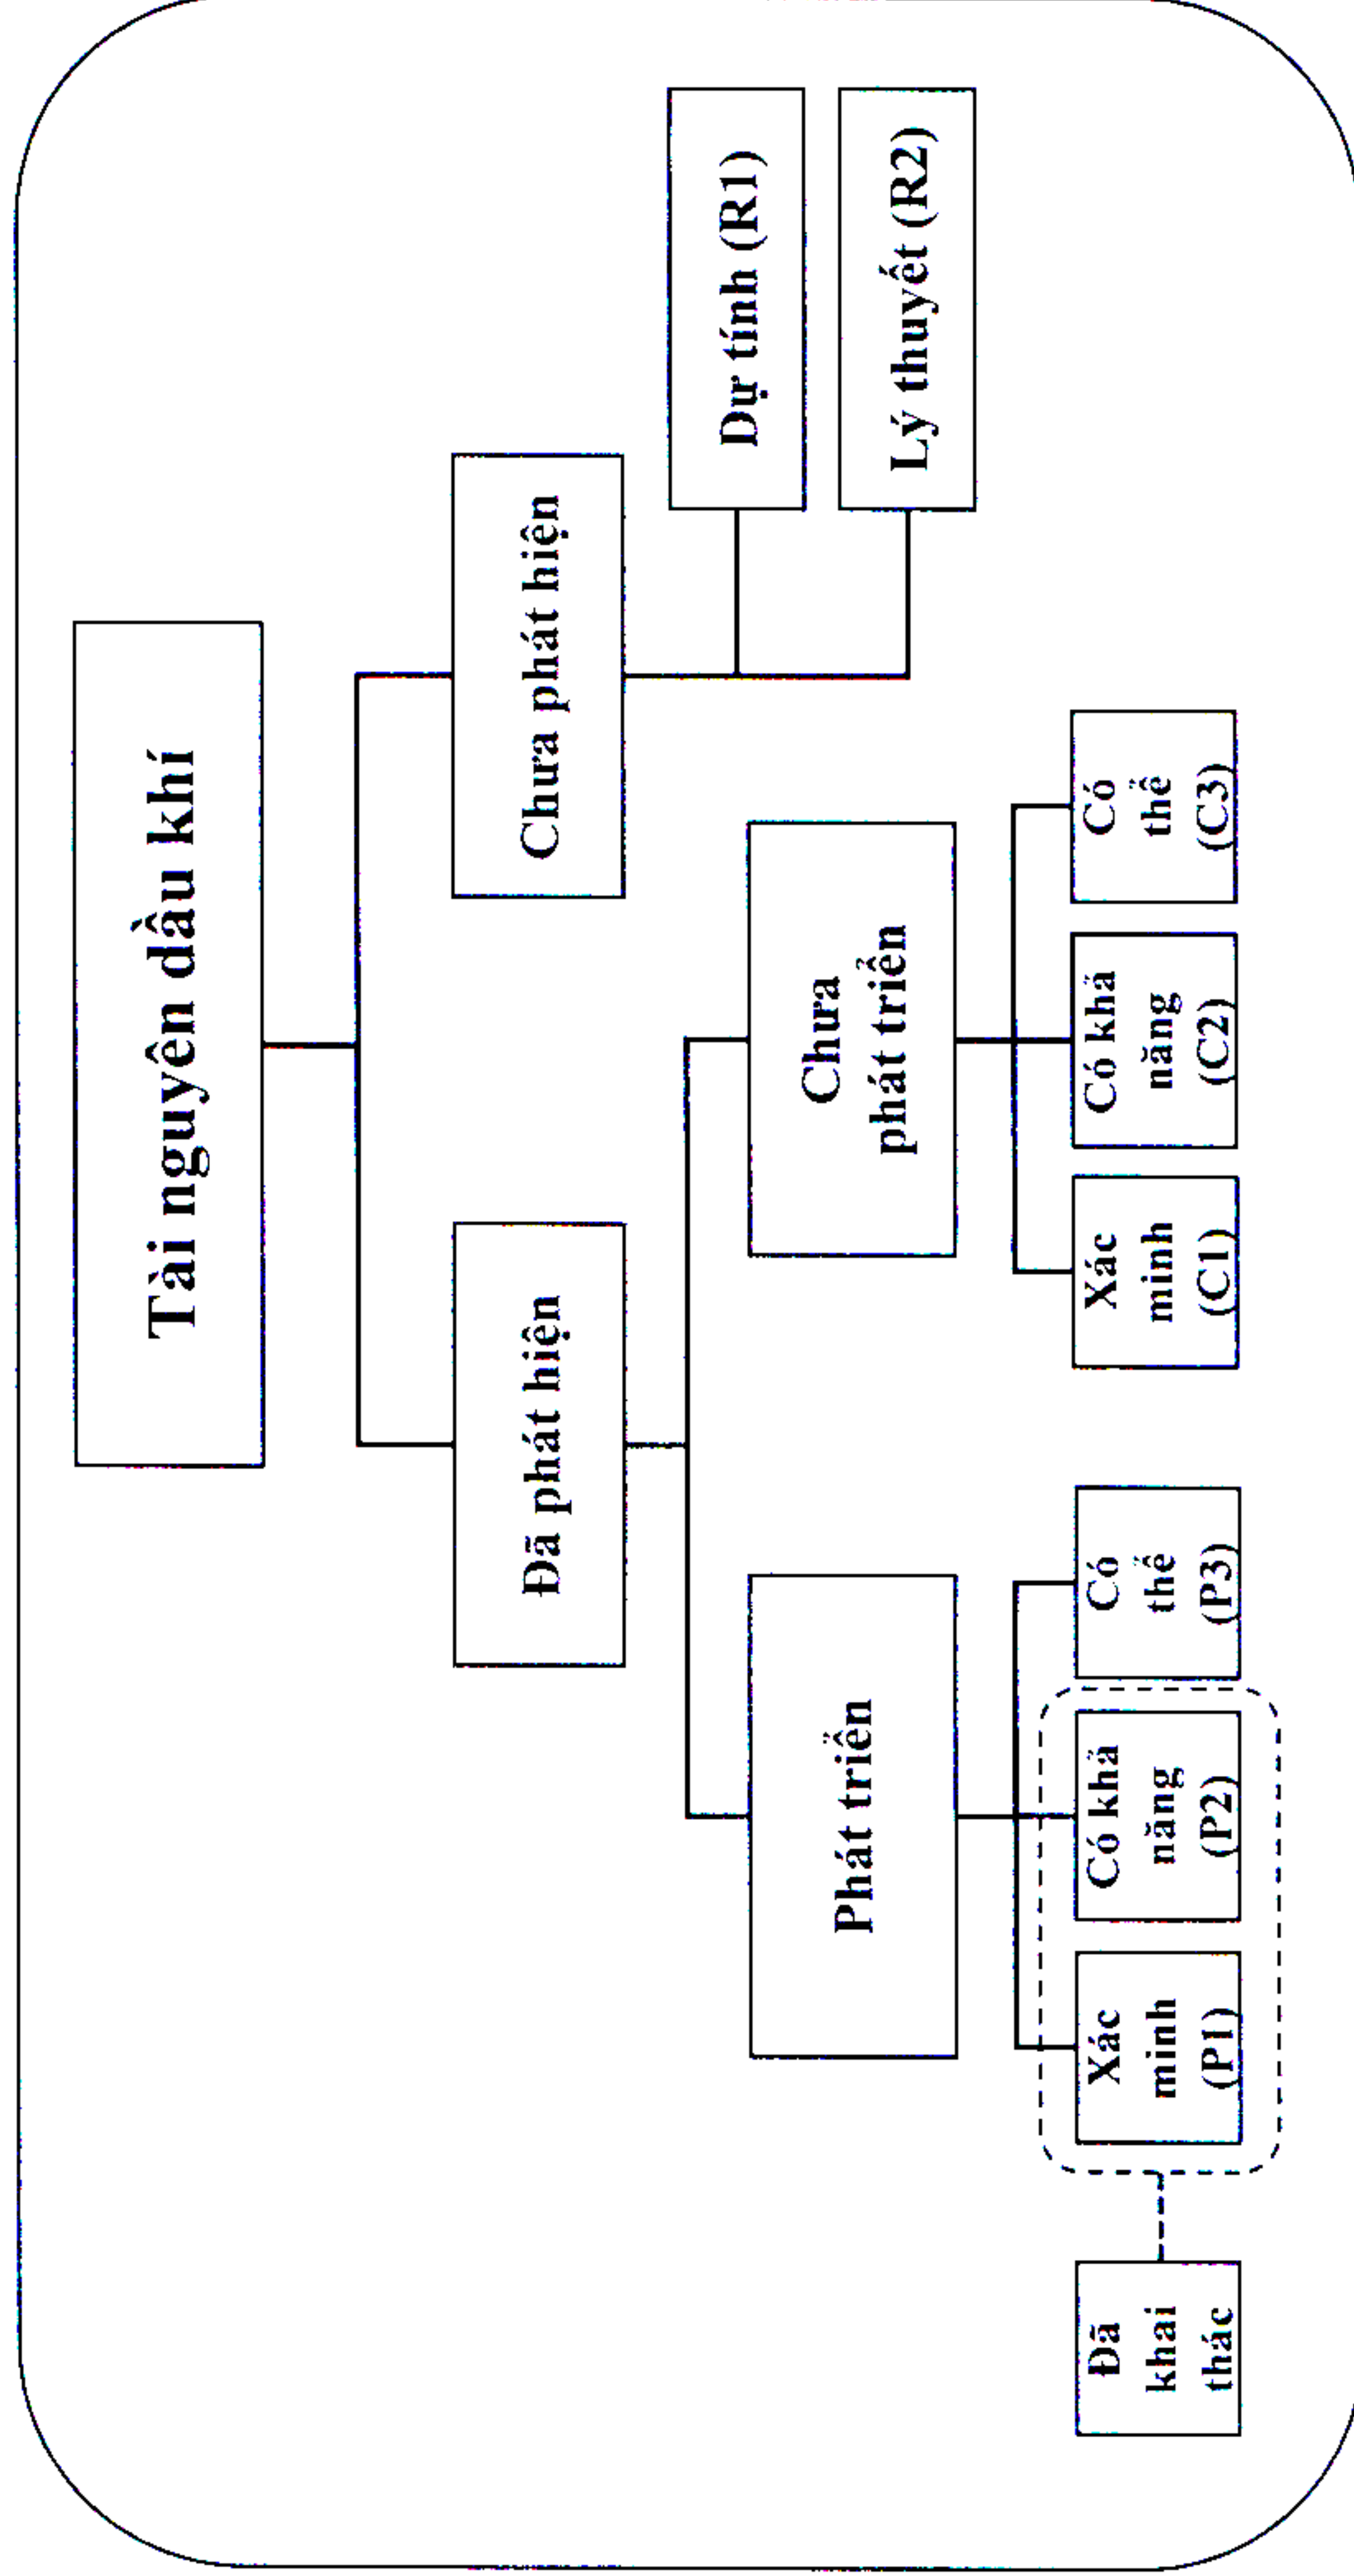 Tài nguyên dầu khí
Đã phát hiện
Chưa phát hiện
Dự tính (R1)
Lý thuyết (R2)
Phát triển
Chưa
phát triển
Đã
khai
thác
Xác
minh
(P1)
Có khả
năng
(P2)
Có
thể
(P3)
Xác
minh
(C1)
Có khả
năng
(C2)
Có
thể
(C3)